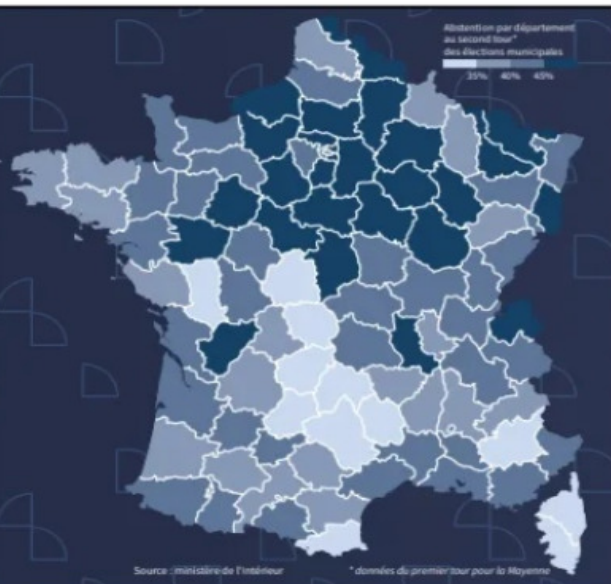 Abstention par département
au second tour*
des élections municipales
35% 40% 45%
Source : ministère de l'Intérieur
* données du premier tour pour la Mayenne